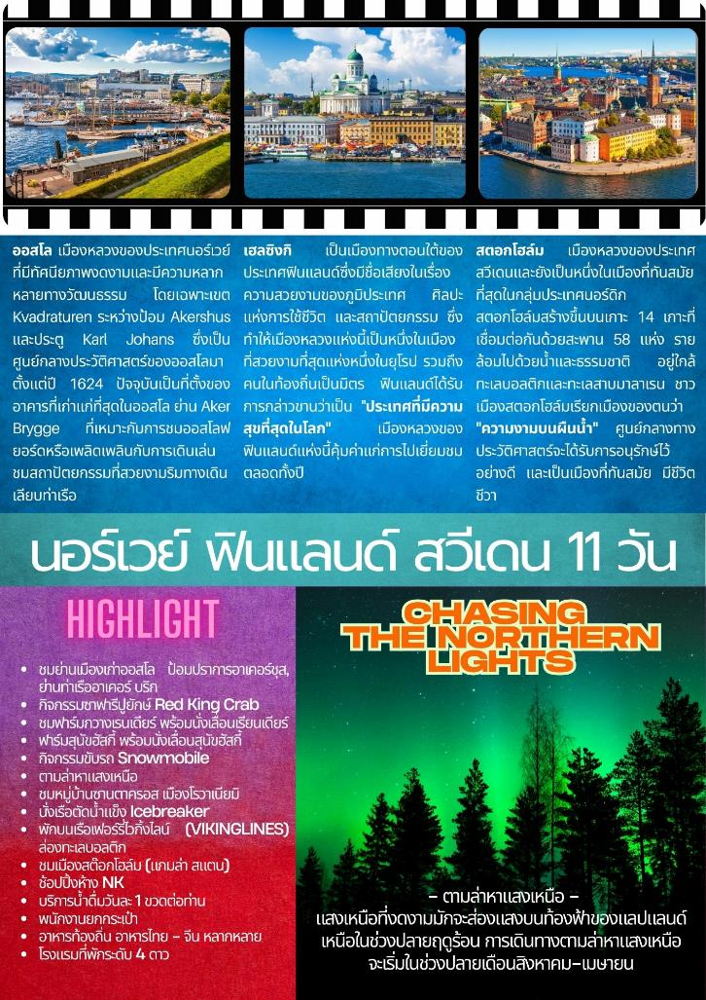 ออสโล เมืองหลวงของประเทศนอร์เวย์
ที่มีทัศนียภาพงดงามและมีความหลาก
หลายทางวัฒนธรรม โดยเฉพาะเขต
Kvadraturen ระหว่างป้อม Akershus
และประตู Karl Johans ซึ่งเป็น
ศูนย์กลางประวัติศาสตร์ของออสโลมา
ตั้งแต่ปี 1624 ปัจจุบันเป็นที่ตั้งของ
อาคารที่เก่าแก่ที่สุดในออสโล ย่าน Aker
Brygge ที่เหมาะกับการชมออสโลฟ
ยอร์ดหรือเพลิดเพลินกับการเดินเล่น
ชมสถาปัตยกรรมที่สวยงามริมทางเดิน
เลียบท่าเรือ
เฮลซิงกิ เป็นเมืองทางตอนใต้ของ
ประเทศฟินแลนด์ซึ่งมีชื่อเสียงในเรื่อง
ความสวยงามของภูมิประเทศ ศิลปะ
แห่งการใช้ชีวิต และสถาปัตยกรรม ซึ่ง
ทำให้เมืองหลวงแห่งนี้เป็นหนึ่งในเมือง
ที่สวยงามที่สุดแห่งหนึ่งในยุโรป รวมถึง
คนในท้องถิ่นเป็นมิตร ฟินแลนด์ได้รับ
การกล่าวขานว่าเป็น "ประเทศที่มีความ
สุขที่สุดในโลก" เมืองหลวงของ
ฟินแลนด์แห่งนี้คุ้มค่าแก่การไปเยี่ยมชม
ตลอดทั้งปี
สตอกโฮล์ม เมืองหลวงของประเทศ
สวีเดนและยังเป็นหนึ่งในเมืองที่ทันสมัย
ที่สุดในกลุ่มประเทศนอร์ดิก
สตอกโฮล์มสร้างขึ้นบนเกาะ 14 เกาะที่
เชื่อมต่อกันด้วยสะพาน 58 แห่ง ราย
ล้อมไปด้วยน้ำและธรรมชาติ อยู่ใกล้
ทะเลบอลติกและทะเลสาบมาลาเรน ชาว
เมืองสตอกโฮล์มเรียกเมืองของตนว่า
"ความงามบนผืนน้ำ" ศูนย์กลางทาง
ประวัติศาสตร์จะได้รับการอนุรักษ์ไว้
อย่างดี และเป็นเมืองที่ทันสมัย มีชีวิต
ชีวา
นอร์เวย์ ฟินแลนด์ สวีเดน 11 วัน
HIGHLIGHT
• ชมย่านเมืองเก่าออสโล ป้อมปราการอาเคอร์ชุส,
ย่านท่าเรืออาเคอร์ บริก
• กิจกรรมซาฟารีปูยักษ์ Red King Crab
• ชมฟาร์มกวางเรนเดียร์ พร้อมนั่งเลื่อนเรียนเดียร์
• ฟาร์มสุนัขฮัสกี้ พร้อมนั่งเลื่อนสุนัขฮัสกี้
• กิจกรรมขับรถ Snowmobile
• ตามล่าหาแสงเหนือ
• ชมหมู่บ้านซานตาครอส เมืองโรวาเนียมิ
• นั่งเรือตัดน้ำแข็ง Icebreaker
• พักบนเรือเฟอร์รี่ไวกิ้งไลน์ (VIKINGLINES)
ล่องทะเลบอลติก
• ชมเมืองสต๊อกโฮล์ม (แกมล่า สแตน)
• ช้อปปิ้งห้าง NK
• บริการน้ำดื่มวันละ 1 ขวดต่อท่าน
• พนักงานยกกระเป๋า
• อาหารท้องถิ่น อาหารไทย - จีน หลากหลาย
• โรงแรมที่พักระดับ 4 ดาว
CHASING
THE NORTHERN
LIGHTS
- ตามล่าหาแสงเหนือ -
แสงเหนือที่งดงามมักจะส่องแสงบนท้องฟ้าของแลปแลนด์
เหนือในช่วงปลายฤดูร้อน การเดินทางตามล่าหาแสงเหนือ
จะเริ่มในช่วงปลายเดือนสิงหาคม-เมษายน